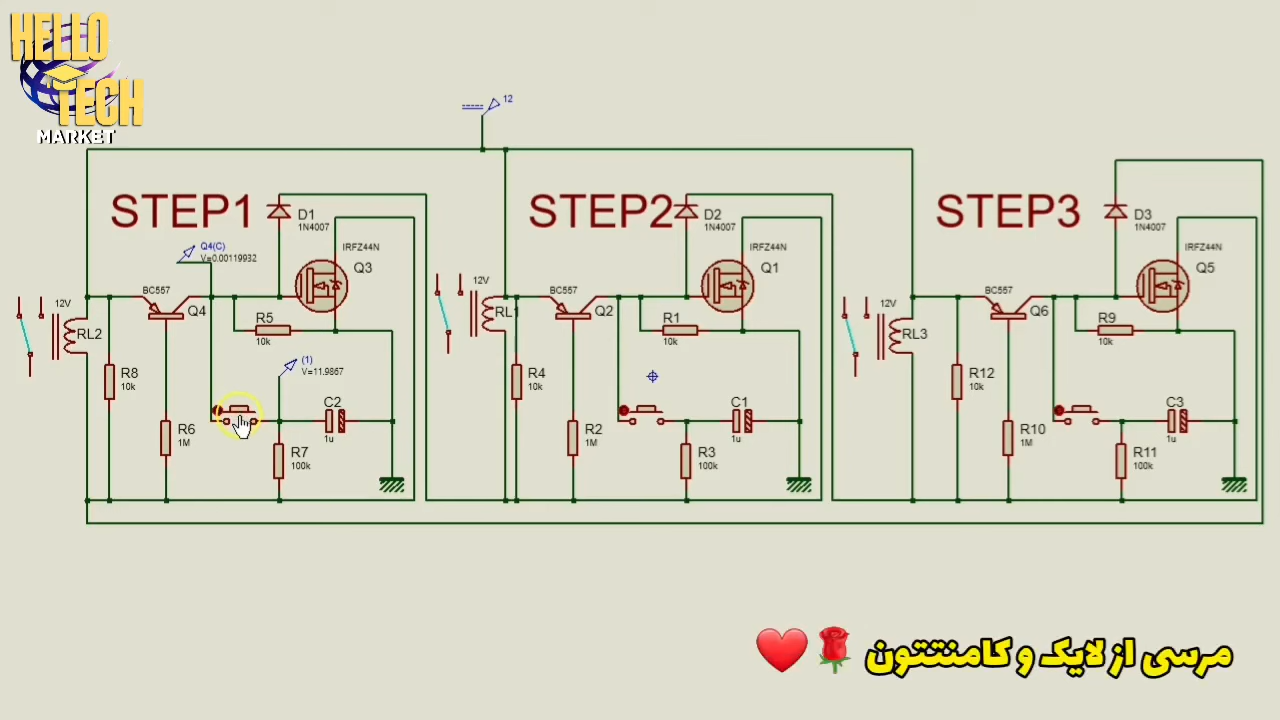 HELLO
TECH
MARKET
12
STEP1
D1
1N4007
Q4(C)
V=0.00119932
IRFZ44N
Q3
BC557
Q4
12V
RL2
R5
10k
R8
10k
(1)
V=11.9867
C2
1u
R6
1M
R7
100k
STEP2
D2
1N4007
IRFZ44N
Q1
12V
RL1
BC557
Q2
R1
10k
R4
10k
C1
1u
R2
1M
R3
100k
STEP3
D3
1N4007
IRFZ44N
Q5
12V
RL3
BC557
Q6
R9
10k
R12
10k
C3
1u
R10
1M
R11
100k
مرسی از لایک و کامنتتون